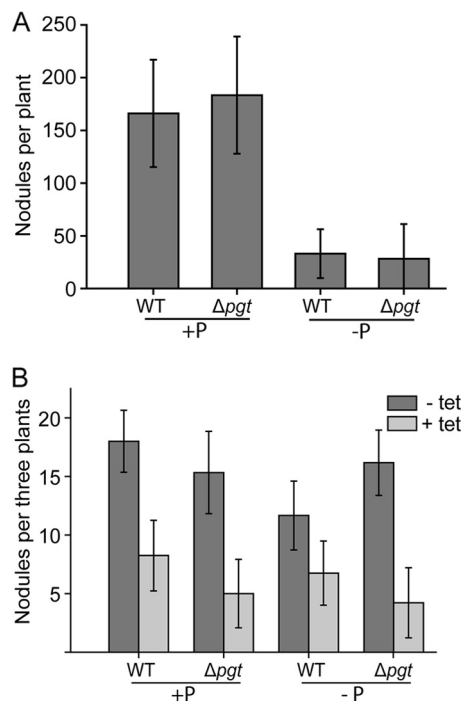 A
Nodules per plant
250
200
150
100
50
0
WT Δpgt WT Δpgt
+P -P
B
Nodules per three plants
- tet
+ tet
20
15
10
5
WT Δpgt WT Δpgt
+P - P